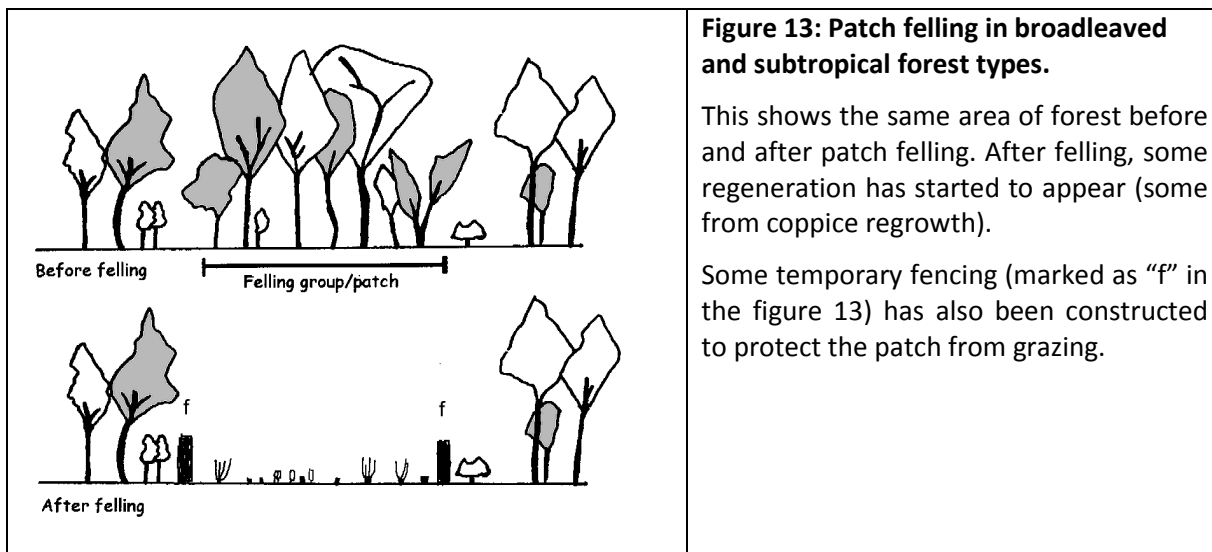 Before felling
Felling group/patch
f
f
After felling
Figure 13: Patch felling in broadleaved
and subtropical forest types.
This shows the same area of forest before
and after patch felling. After felling, some
regeneration has started to appear (some
from coppice regrowth).
Some temporary fencing (marked as “f” in
the figure 13) has also been constructed
to protect the patch from grazing.